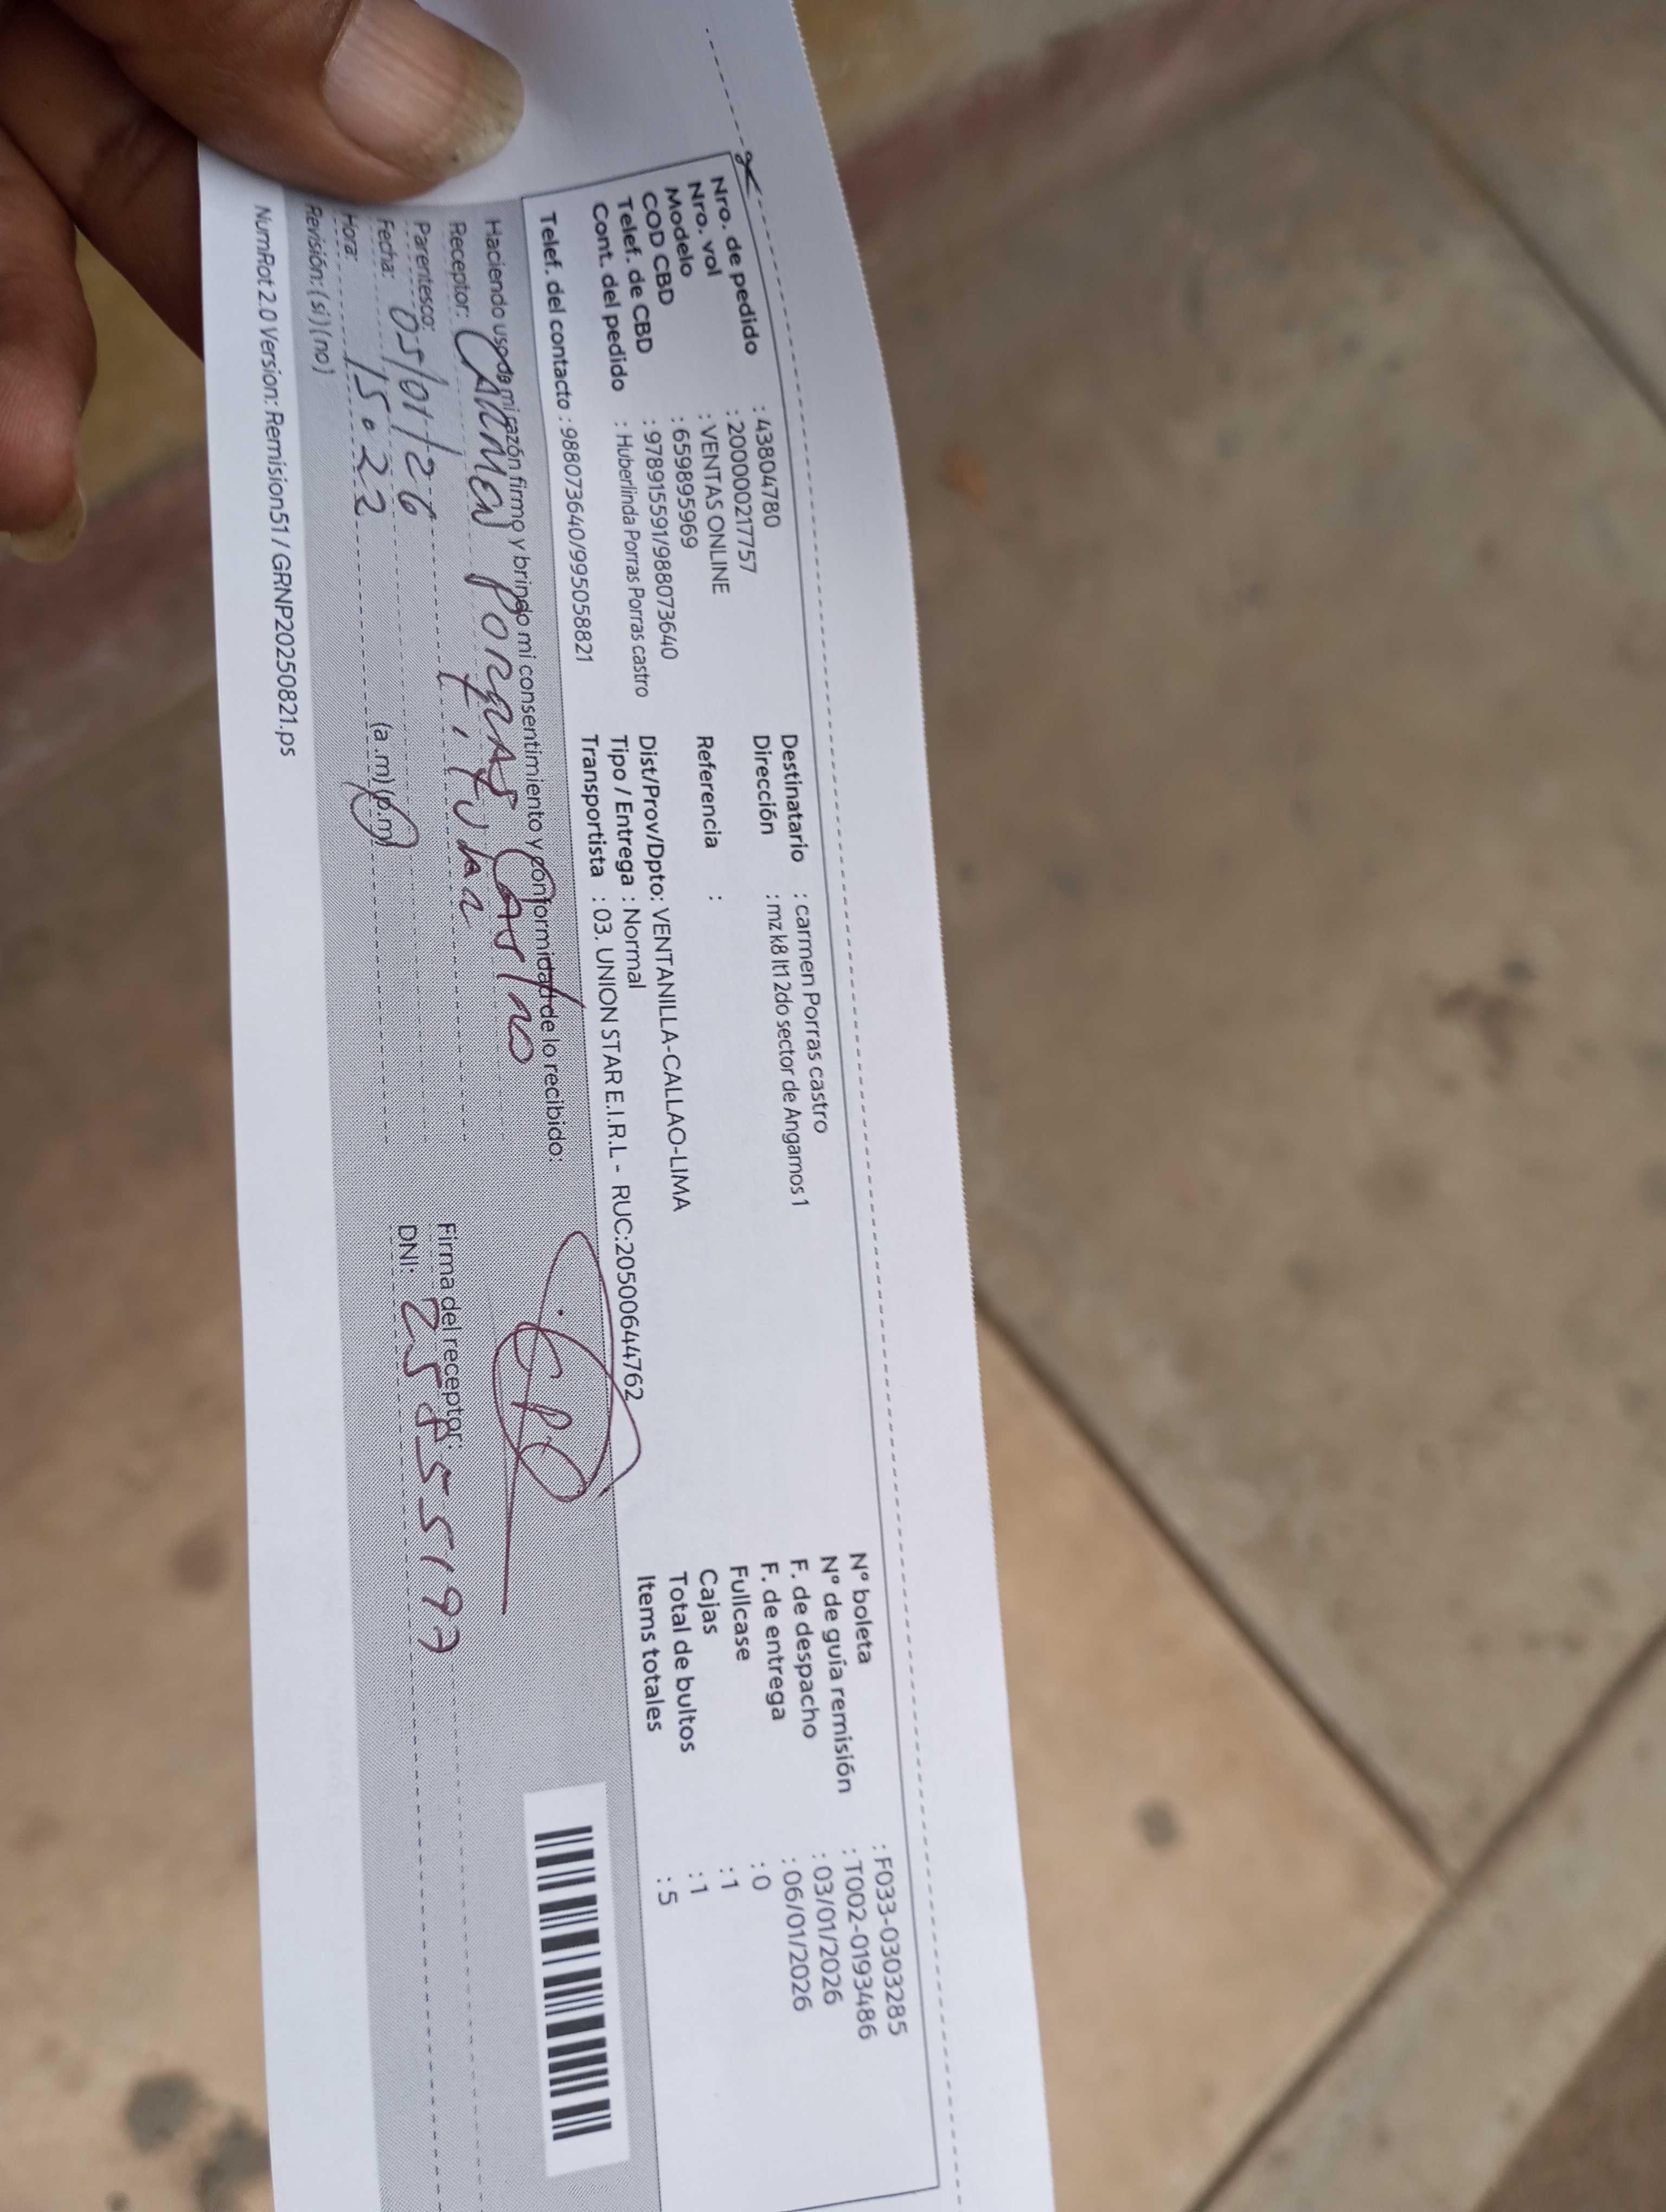 Nro. de pedido : 43804780
Nro. vol : 2000000217757
Modelo : VENTAS ONLINE
COD CBD : 659895969
Telef. de CBD : 978915591/988073640
Cont. del pedido : Huberlinda Porras Porras castro
Telef. del contacto : 988073640/995058821
Destinatario : carmen Porras castro
Dirección : mz k8 lt1 2do sector de Angamos 1
Referencia :
Dist/Prov/Dpto: VENTANILLA-CALLAO-LIMA
Tipo / Entrega : Normal
Transportista : 03. UNION STAR E.I.R.L - RUC:20500644762
Nº boleta : F033-0303285
Nº de guía remisión : T002-0193486
F. de despacho : 03/01/2026
F. de entrega : 06/01/2026
Fullcase : 0
Cajas : 1
Total de bultos : 1
Items totales : 5
Haciendo uso de mi razón firmo y brindo mi consentimiento y conformidad de lo recibido:
Receptor: Carmen Porras Castro
Parentesco: Titular
Fecha: 05/01/26
Hora: 15:22 (a.m) (p.m)
Revisión: (si) (no)
Firma del receptor:
DNI:
NumRot 2.0 Version: Remision51 / GRNP20250821.ps